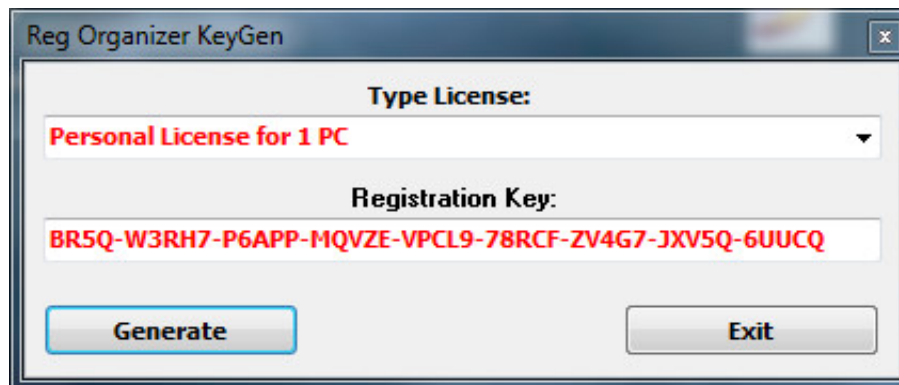 Reg Organizer KeyGen
x
Type License:
Personal License for 1 PC
Registration Key:
BR5Q-W3RH7-P6APP-MQVZE-VPCL9-78RCF-ZV4G7-JXV5Q-6UUCQ
Generate
Exit